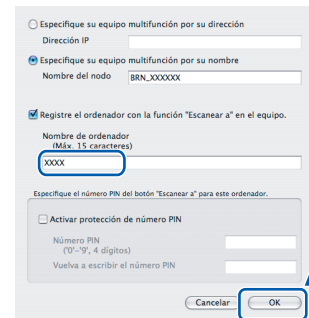 Especifique su equipo multifunción por su dirección
Dirección IP
Especifique su equipo multifunción por su nombre
Nombre del nodo BRN_XXXXXX
Registre el ordenador con la función "Escanear a" en el equipo.
Nombre de ordenador
(Máx. 15 caracteres)
XXXX
Especifique el número PIN del botón "Escanear a" para este ordenador.
Activar protección de número PIN
Número PIN
('0'-'9', 4 dígitos)
Vuelva a escribir el número PIN
Cancelar OK